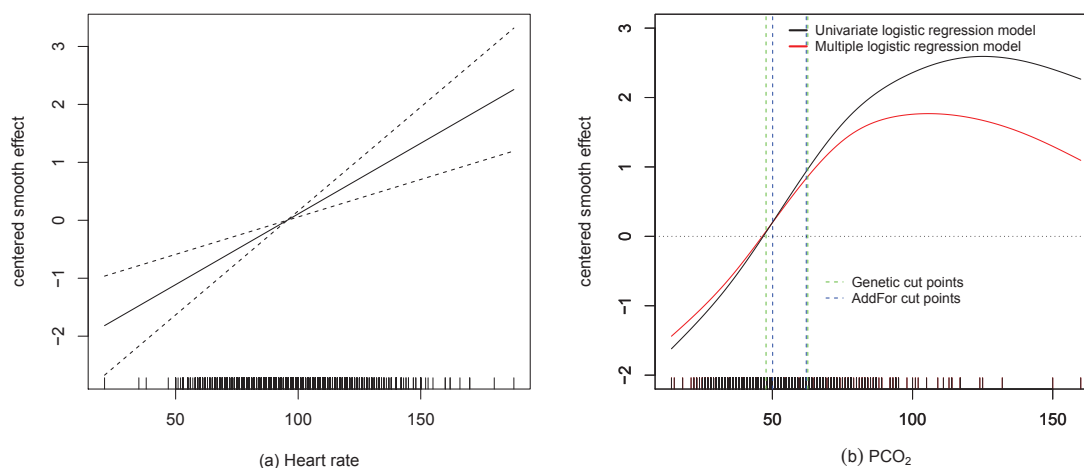 centered smooth effect
3
2
1
0
−1
−2
50
100
150
(a) Heart rate
centered smooth effect
3
2
1
0
−1
−2
Univariate logistic regression model
Multiple logistic regression model
Genetic cut points
AddFor cut points
0
50
100
150
(b) PCO₂